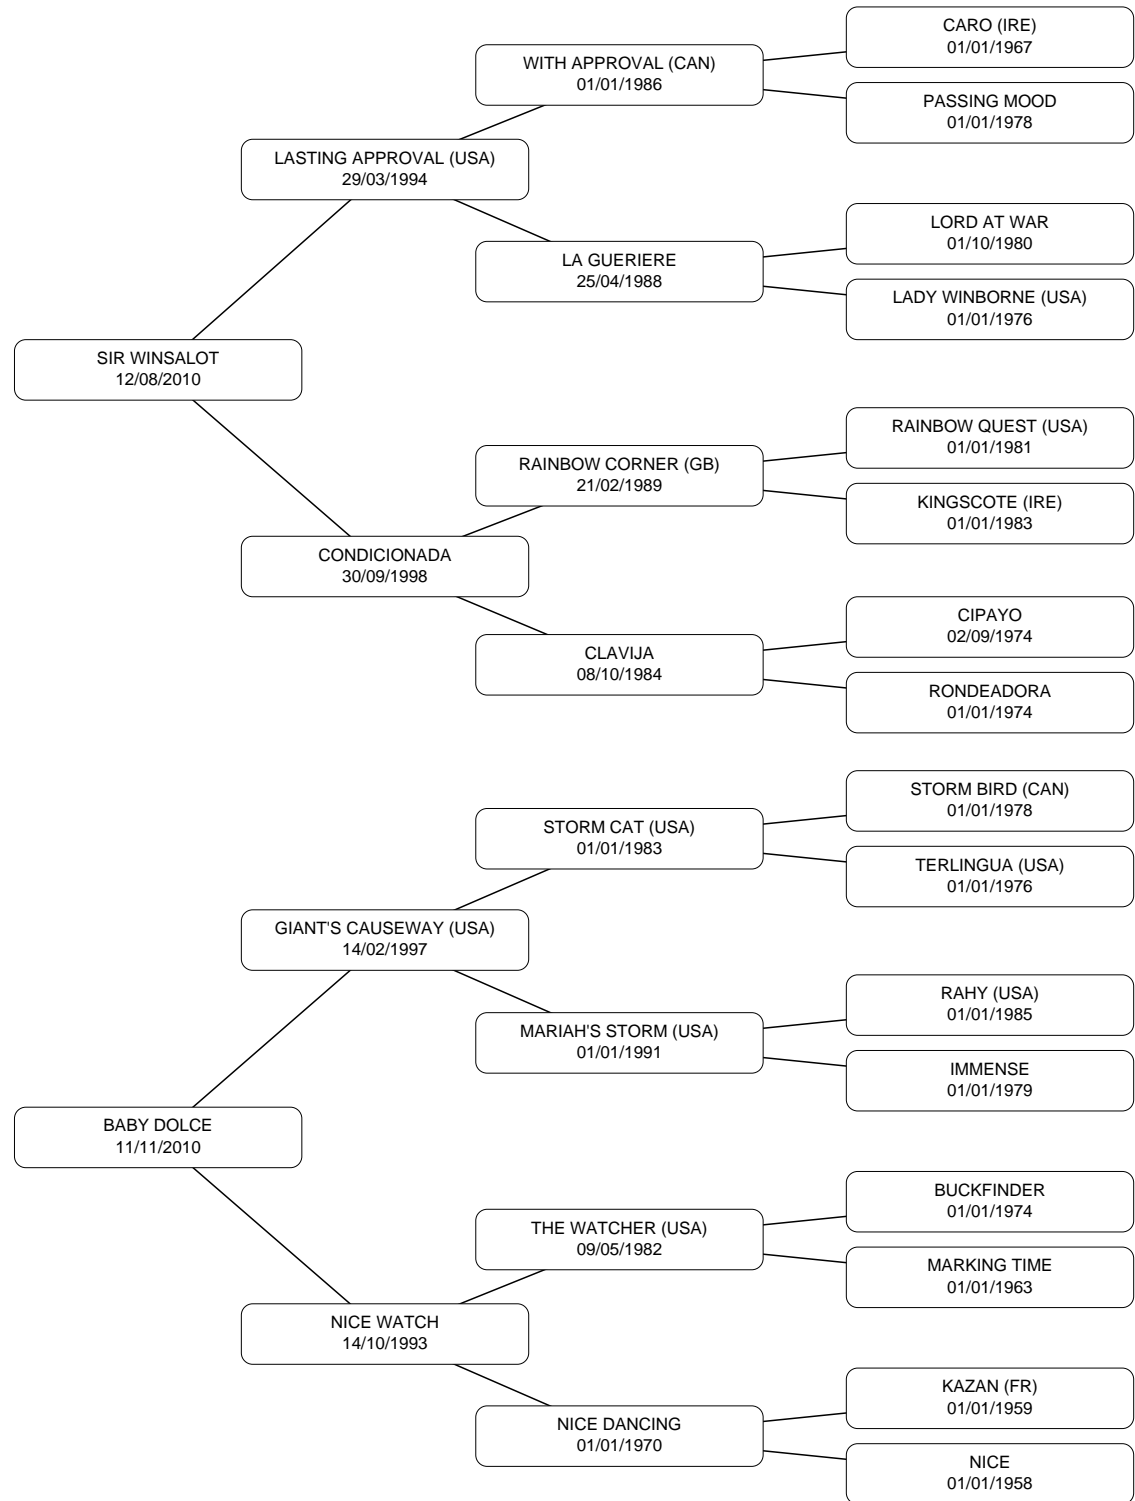 CARO (IRE)
01/01/1967
WITH APPROVAL (CAN)
01/01/1986
PASSING MOOD
01/01/1978
LASTING APPROVAL (USA)
29/03/1994
LORD AT WAR
01/10/1980
LA GUERIERE
25/04/1988
LADY WINBORNE (USA)
01/01/1976
SIR WINSALOT
12/08/2010
RAINBOW QUEST (USA)
01/01/1981
RAINBOW CORNER (GB)
21/02/1989
KINGSCOTE (IRE)
01/01/1983
CONDICIONADA
30/09/1998
CIPAYO
02/09/1974
CLAVIJA
08/10/1984
RONDEADORA
01/01/1974
STORM BIRD (CAN)
01/01/1978
STORM CAT (USA)
01/01/1983
TERLINGUA (USA)
01/01/1976
GIANT'S CAUSEWAY (USA)
14/02/1997
RAHY (USA)
01/01/1985
MARIAH'S STORM (USA)
01/01/1991
IMMENSE
01/01/1979
BABY DOLCE
11/11/2010
BUCKFINDER
01/01/1974
THE WATCHER (USA)
09/05/1982
MARKING TIME
01/01/1963
NICE WATCH
14/10/1993
KAZAN (FR)
01/01/1959
NICE DANCING
01/01/1970
NICE
01/01/1958